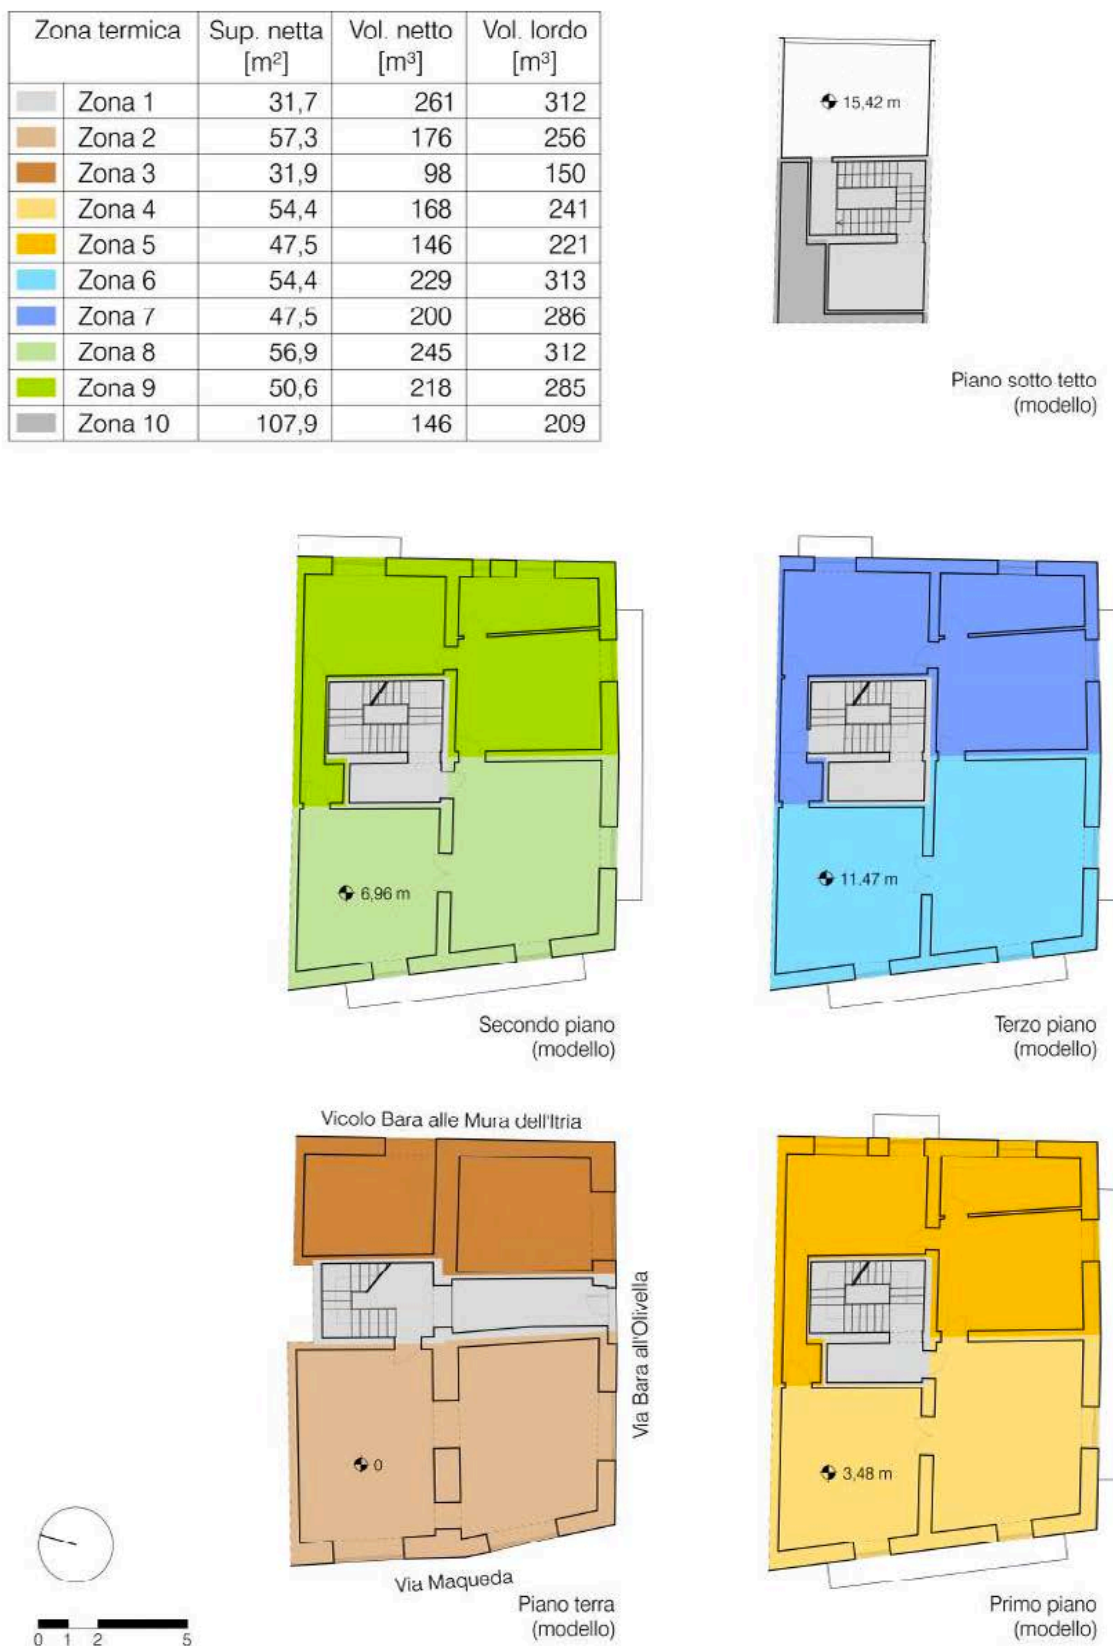 Zona termica Sup. netta Vol. netto Vol. lordo
[m²] [m³] [m³]
Zona 1 31,7 261 312
Zona 2 57,3 176 256
Zona 3 31,9 98 150
Zona 4 54,4 168 241
Zona 5 47,5 146 221
Zona 6 54,4 229 313
Zona 7 47,5 200 286
Zona 8 56,9 245 312
Zona 9 50,6 218 285
Zona 10 107,9 146 209
15,42 m
Piano sotto tetto
(modello)
6,96 m
Secondo piano
(modello)
11,47 m
Terzo piano
(modello)
Vicolo Bara alle Mura dell'Itria
Via Bara all'Olivella
0
Via Maqueda
Piano terra
(modello)
3,48 m
Primo piano
(modello)
0 1 2 5